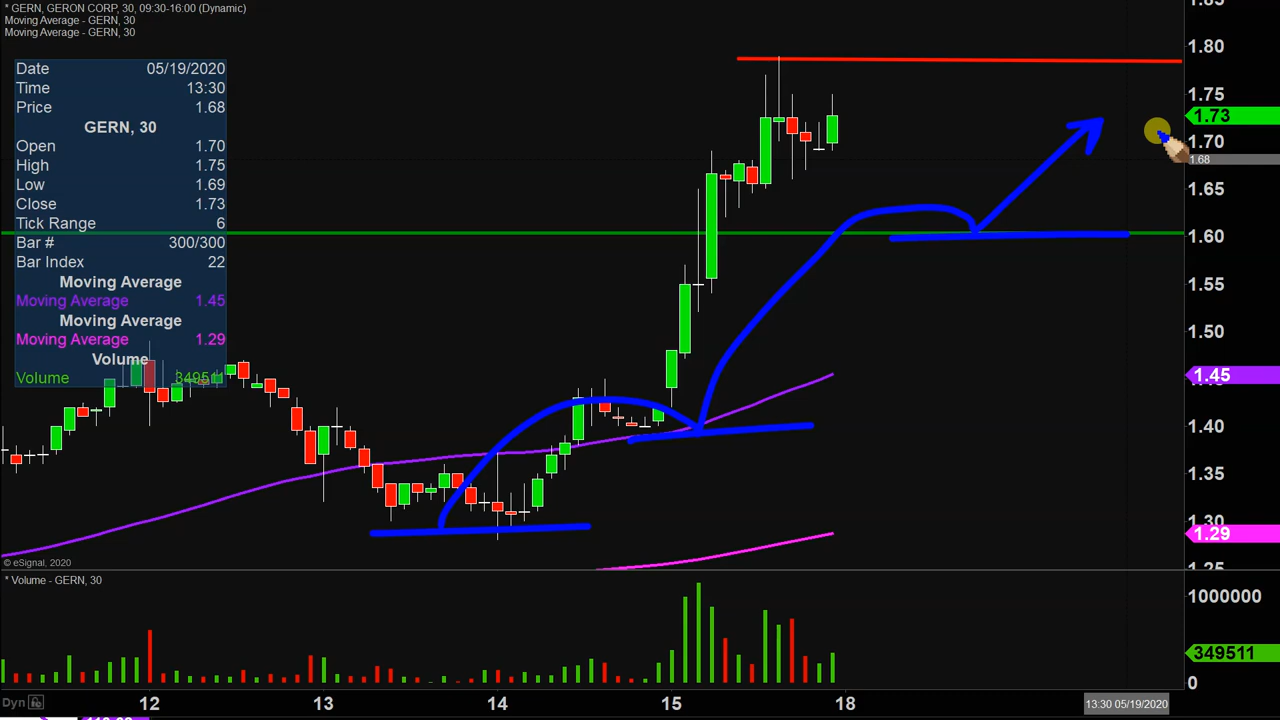 * GERN, GERON CORP, 30, 09:30-16:00 (Dynamic)
Moving Average - GERN, 30
Moving Average - GERN, 30
Date 05/19/2020
Time 13:30
Price 1.68
GERN, 30
Open 1.70
High 1.75
Low 1.69
Close 1.73
Tick Range 6
Bar # 300/300
Bar Index 22
Moving Average
Moving Average 1.45
Moving Average
Moving Average 1.29
Volume
Volume 349511
1.85
1.80
1.75
1.73
1.70
1.68
1.65
1.60
1.55
1.50
1.45
1.40
1.35
1.30
1.29
1.25
© eSignal, 2020
* Volume - GERN, 30
1000000
349511
0
Dyn
12 13 14 15 18
13:30 05/19/2020